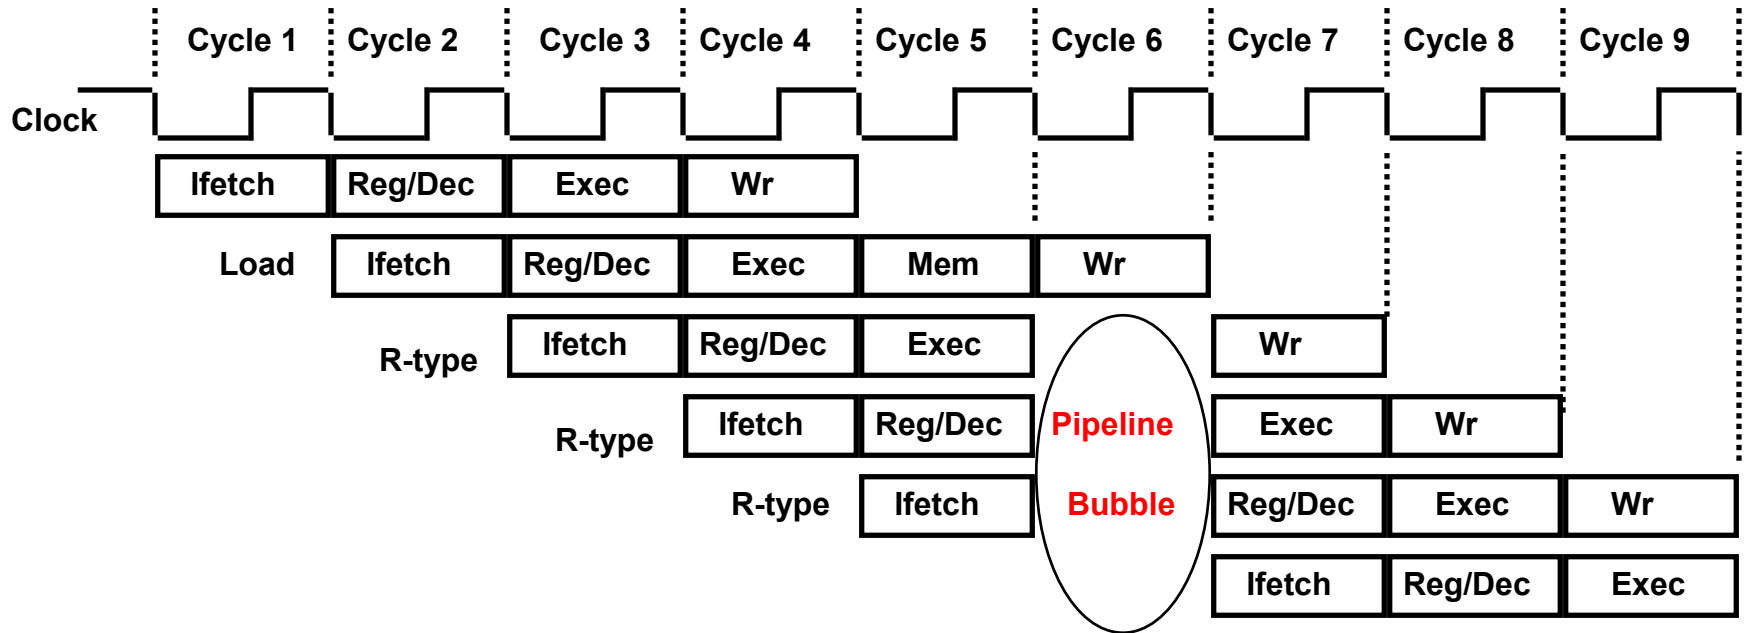 Cycle 1 Cycle 2 Cycle 3 Cycle 4 Cycle 5 Cycle 6 Cycle 7 Cycle 8 Cycle 9
Clock
Ifetch Reg/Dec Exec Wr
Load Ifetch Reg/Dec Exec Mem Wr
R-type Ifetch Reg/Dec Exec Wr
R-type Ifetch Reg/Dec Pipeline Exec Wr
R-type Ifetch Bubble Reg/Dec Exec Wr
Ifetch Reg/Dec Exec